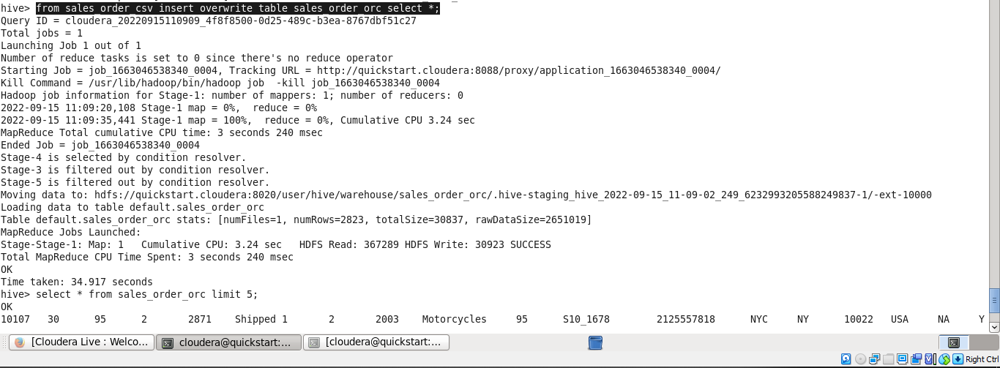 hive> from sales_order_csv insert overwrite table sales_order_orc select *;
Query ID = cloudera_20220915110909_4f8f8500-0d25-489c-b3ea-8767dbf51c27
Total jobs = 1
Launching Job 1 out of 1
Number of reduce tasks is set to 0 since there's no reduce operator
Starting Job = job_1663046538340_0004, Tracking URL = http://quickstart.cloudera:8088/proxy/application_1663046538340_0004/
Kill Command = /usr/lib/hadoop/bin/hadoop job  -kill job_1663046538340_0004
Hadoop job information for Stage-1: number of mappers: 1; number of reducers: 0
2022-09-15 11:09:20,108 Stage-1 map = 0%,  reduce = 0%
2022-09-15 11:09:35,441 Stage-1 map = 100%,  reduce = 0%, Cumulative CPU 3.24 sec
MapReduce Total cumulative CPU time: 3 seconds 240 msec
Ended Job = job_1663046538340_0004
Stage-4 is selected by condition resolver.
Stage-3 is filtered out by condition resolver.
Stage-5 is filtered out by condition resolver.
Moving data to: hdfs://quickstart.cloudera:8020/user/hive/warehouse/sales_order_orc/.hive-staging_hive_2022-09-15_11-09-02_249_6232993205588249837-1/-ext-10000
Loading data to table default.sales_order_orc
Table default.sales_order_orc stats: [numFiles=1, numRows=2823, totalSize=30837, rawDataSize=2651019]
MapReduce Jobs Launched:
Stage-Stage-1: Map: 1   Cumulative CPU: 3.24 sec   HDFS Read: 367289 HDFS Write: 30923 SUCCESS
Total MapReduce CPU Time Spent: 3 seconds 240 msec
OK
Time taken: 34.917 seconds
hive> select * from sales_order_orc limit 5;
OK
10107   30      95      2       2871    Shipped 1       2       2003    Motorcycles     95      S10_1678        2125557818      NYC     NY      10022   USA     NA      Y
[Cloudera Live : Welco... cloudera@quickstart:... [cloudera@quickstart:...
Right Ctrl